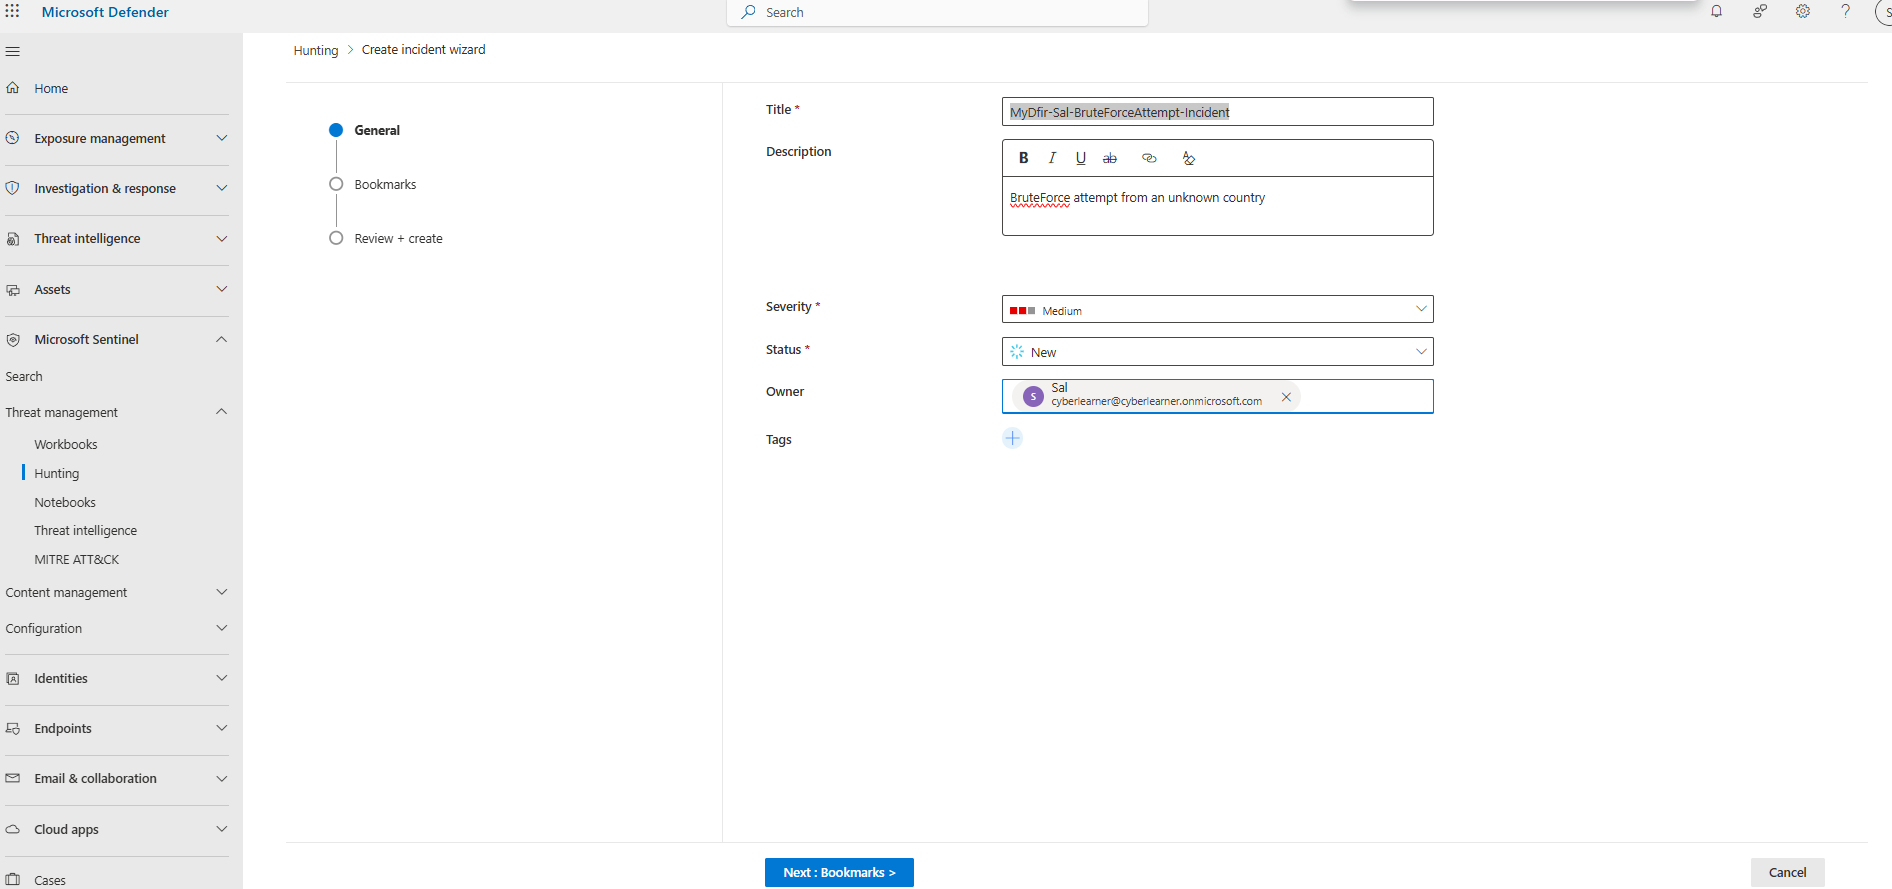 Microsoft Defender
Search
S
Hunting > Create incident wizard
Home
Exposure management
Investigation & response
Threat intelligence
Assets
Microsoft Sentinel
Search
Threat management
Workbooks
Hunting
Notebooks
Threat intelligence
MITRE ATT&CK
Content management
Configuration
Identities
Endpoints
Email & collaboration
Cloud apps
Cases
General
Bookmarks
Review + create
Title *
MyDfir-Sal-BruteForceAttempt-Incident
Description
B I U ab
BruteForce attempt from an unknown country
Severity *
Medium
Status *
New
Owner
S
Sal
cyberlearner@cyberlearner.onmicrosoft.com
Tags
Next : Bookmarks >
Cancel